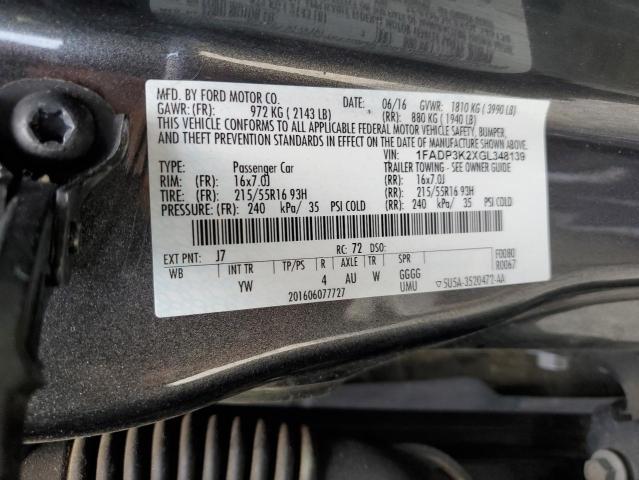 MFD. BY FORD MOTOR CO. DATE: 06/16 GVWR: 1810 KG ( 3990 LB)
GAWR: (FR): 972 KG ( 2143 LB) (RR): 880 KG ( 1940 LB)
THIS VEHICLE CONFORMS TO ALL APPLICABLE FEDERAL MOTOR VEHICLE SAFETY, BUMPER,
AND THEFT PREVENTION STANDARDS IN EFFECT ON THE DATE OF MANUFACTURE SHOWN ABOVE.
VIN: 1FADP3K2XGL348139
TYPE: Passenger Car TRAILER TOWING - SEE OWNER GUIDE
RIM: (FR): 16x7.0J (RR): 16x7.0J
TIRE: (FR): 215/55R16 93H (RR): 215/55R16 93H
PRESSURE: (FR): 240 kPa/ 35 PSI COLD (RR): 240 kPa/ 35 PSI COLD
EXT PNT: J7 RC: 72 DSO: F0080
WB INT TR TP/PS R AXLE TR SPR R0067
YW 4 AU W GGGG
UMU
201606077727 5U5A-3520472-AA